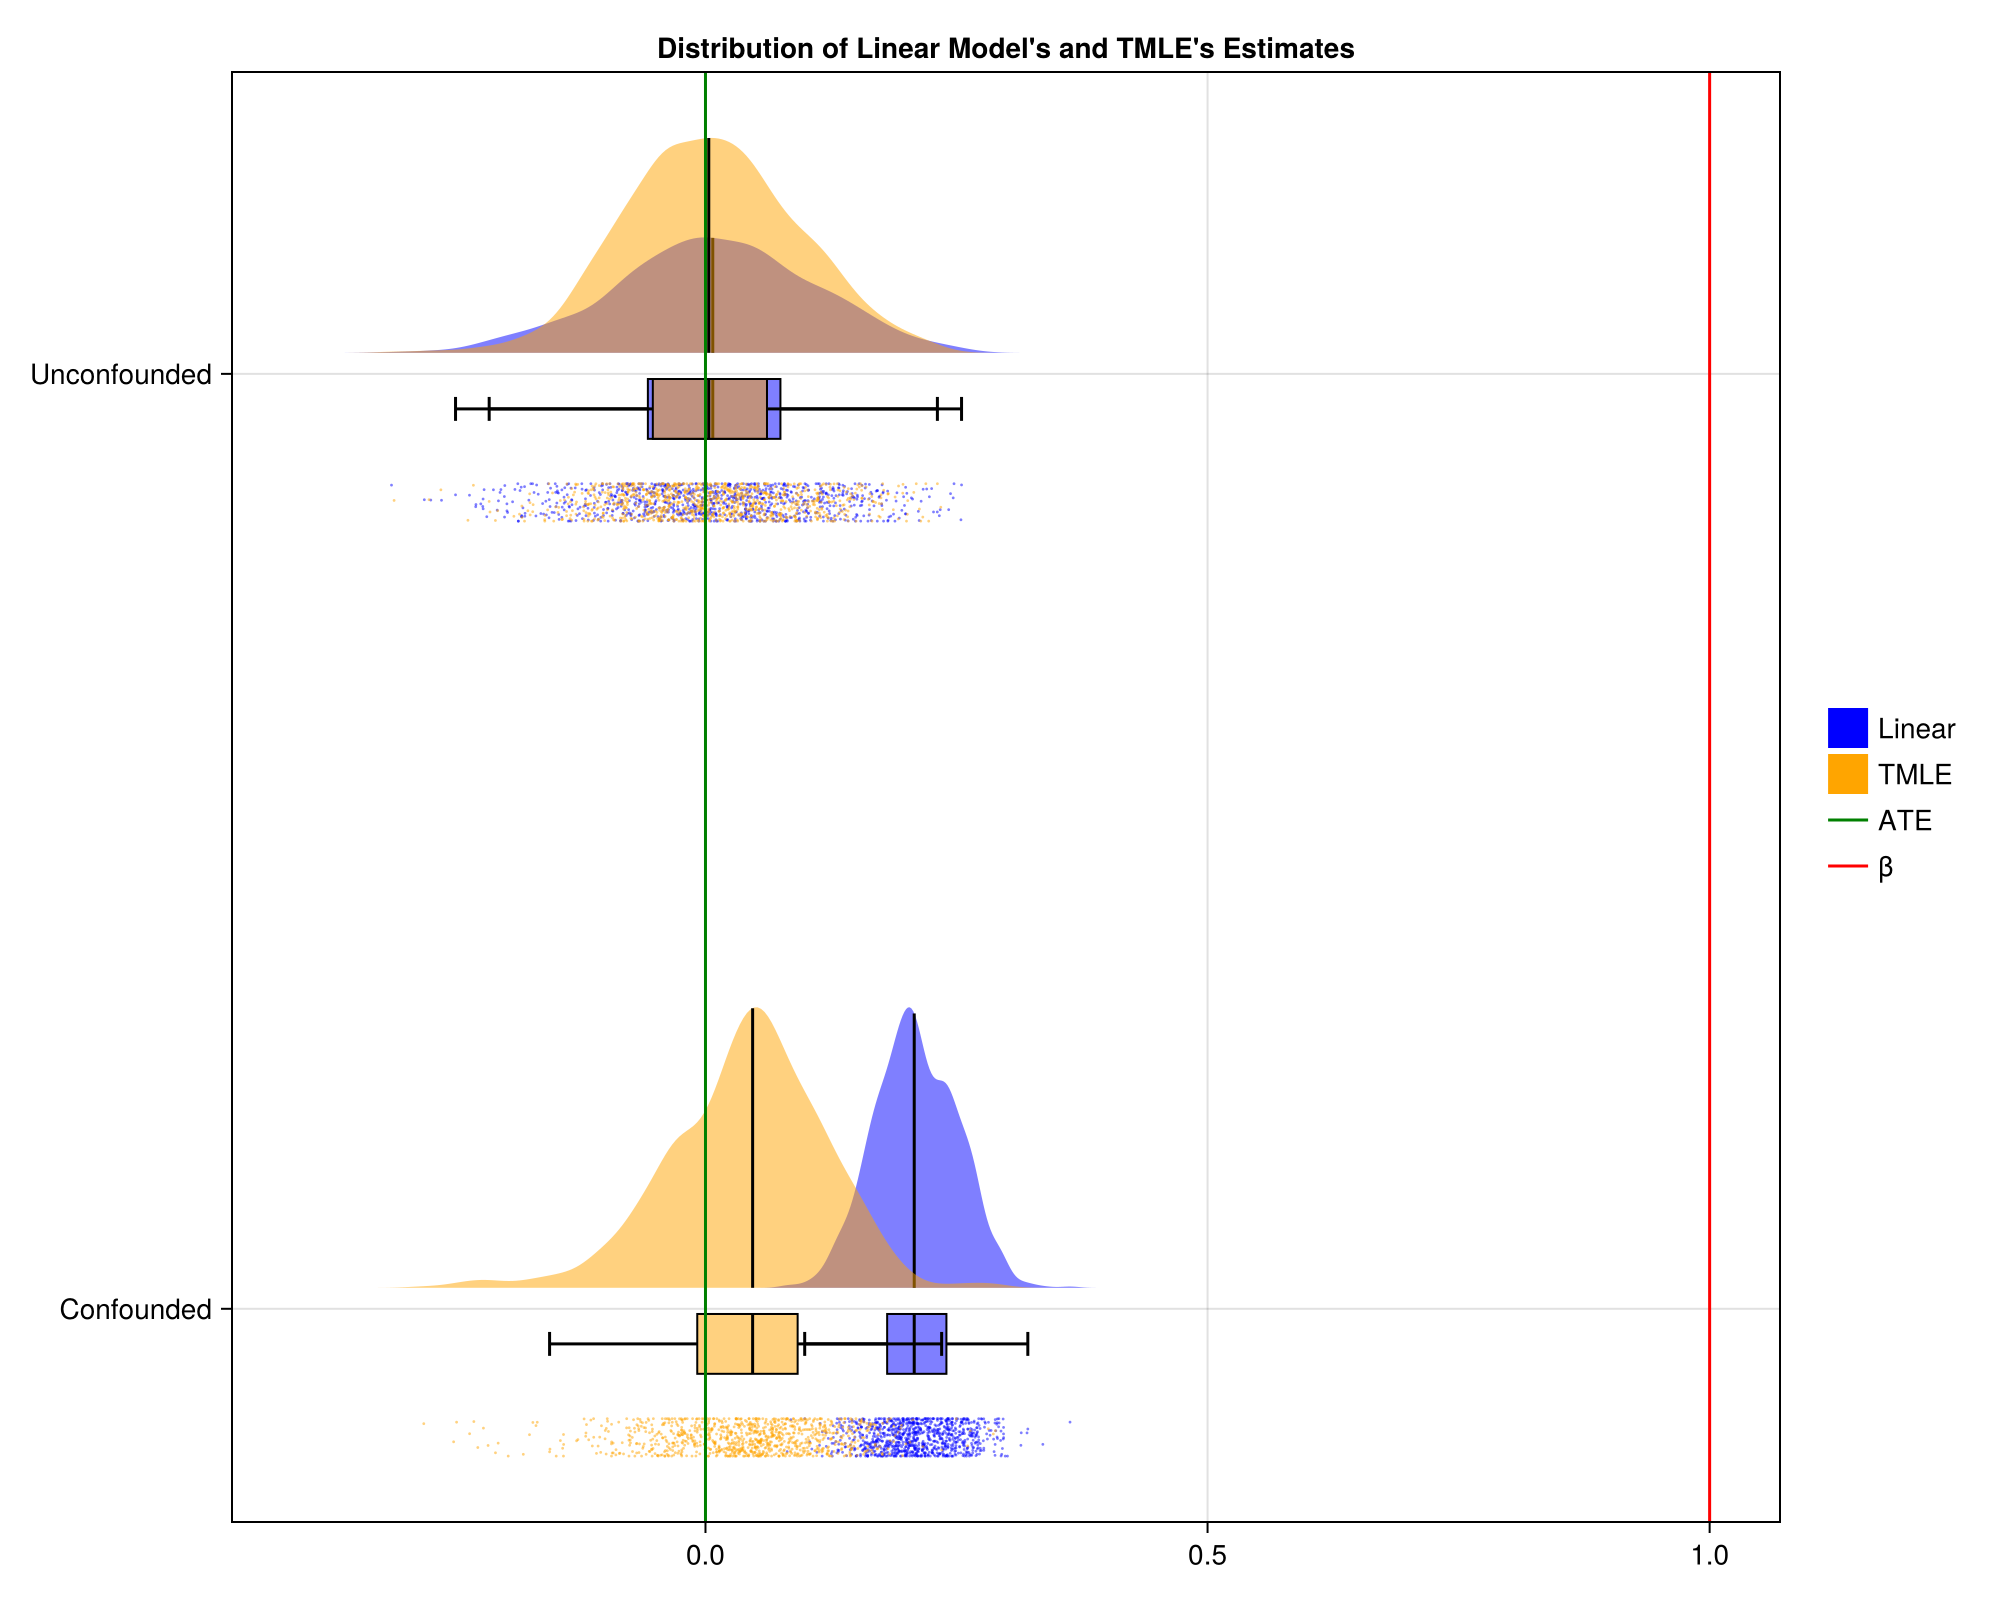 Distribution of Linear Model's and TMLE's Estimates
Unconfounded
Confounded
0.0
0.5
1.0
Linear
TMLE
ATE
β